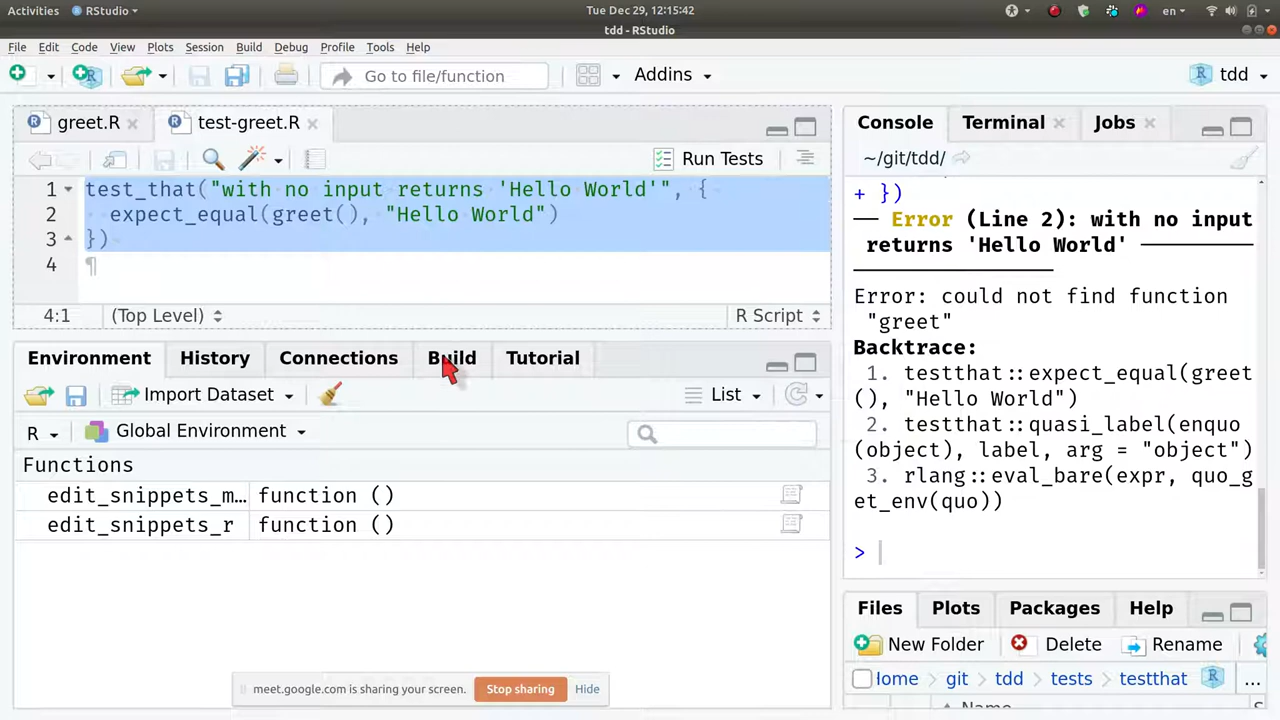 Activities RStudio Tue Dec 29, 12:15:42 en
tdd - RStudio
File Edit Code View Plots Session Build Debug Profile Tools Help
Go to file/function Addins tdd
greet.R test-greet.R
Run Tests
1 test_that("with no input returns 'Hello World'", {
2 expect_equal(greet(), "Hello World")
3 })
4 ¶
4:1 (Top Level) R Script
Environment History Connections Build Tutorial
Import Dataset List
R Global Environment
Functions
edit_snippets_m… function ()
edit_snippets_r function ()
Console Terminal Jobs
~/git/tdd/
+ })
── Error (Line 2): with no input
returns 'Hello World' ─────────
────────────────
Error: could not find function
"greet"
Backtrace:
1. testthat::expect_equal(greet
(), "Hello World")
2. testthat::quasi_label(enquo
(object), label, arg = "object")
3. rlang::eval_bare(expr, quo_g
et_env(quo))
>
Files Plots Packages Help
New Folder Delete Rename
Home git tdd tests testthat ...
meet.google.com is sharing your screen. Stop sharing Hide